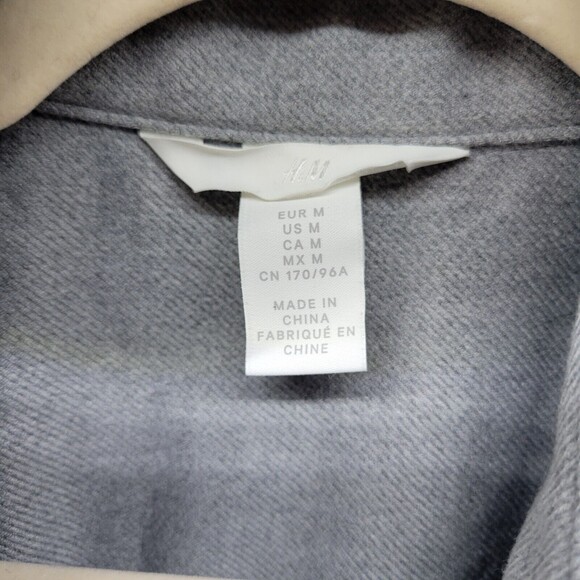 H&M
EUR M
US M
CA M
MX M
CN 170/96A
MADE IN
CHINA
FABRIQUÉ EN
CHINE